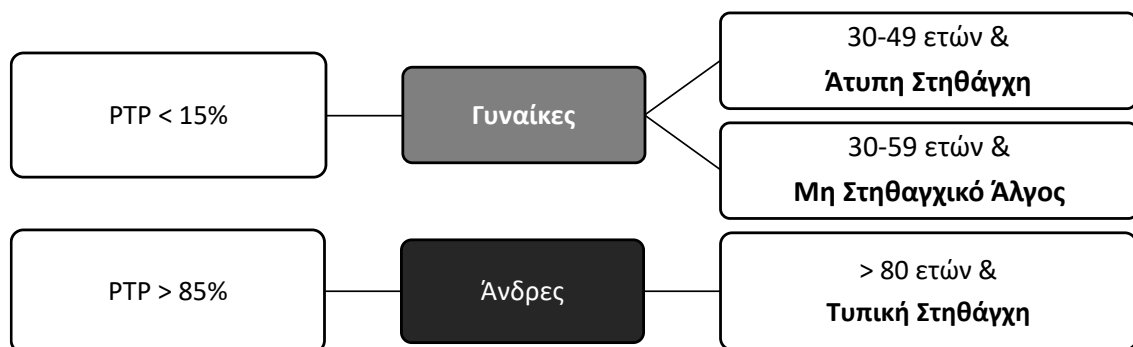 PTP < 15%
Γυναίκες
30-49 ετών &
Άτυπη Στηθάγχη
30-59 ετών &
Μη Στηθαγχικό Άλγος
PTP > 85%
Άνδρες
> 80 ετών &
Τυπική Στηθάγχη